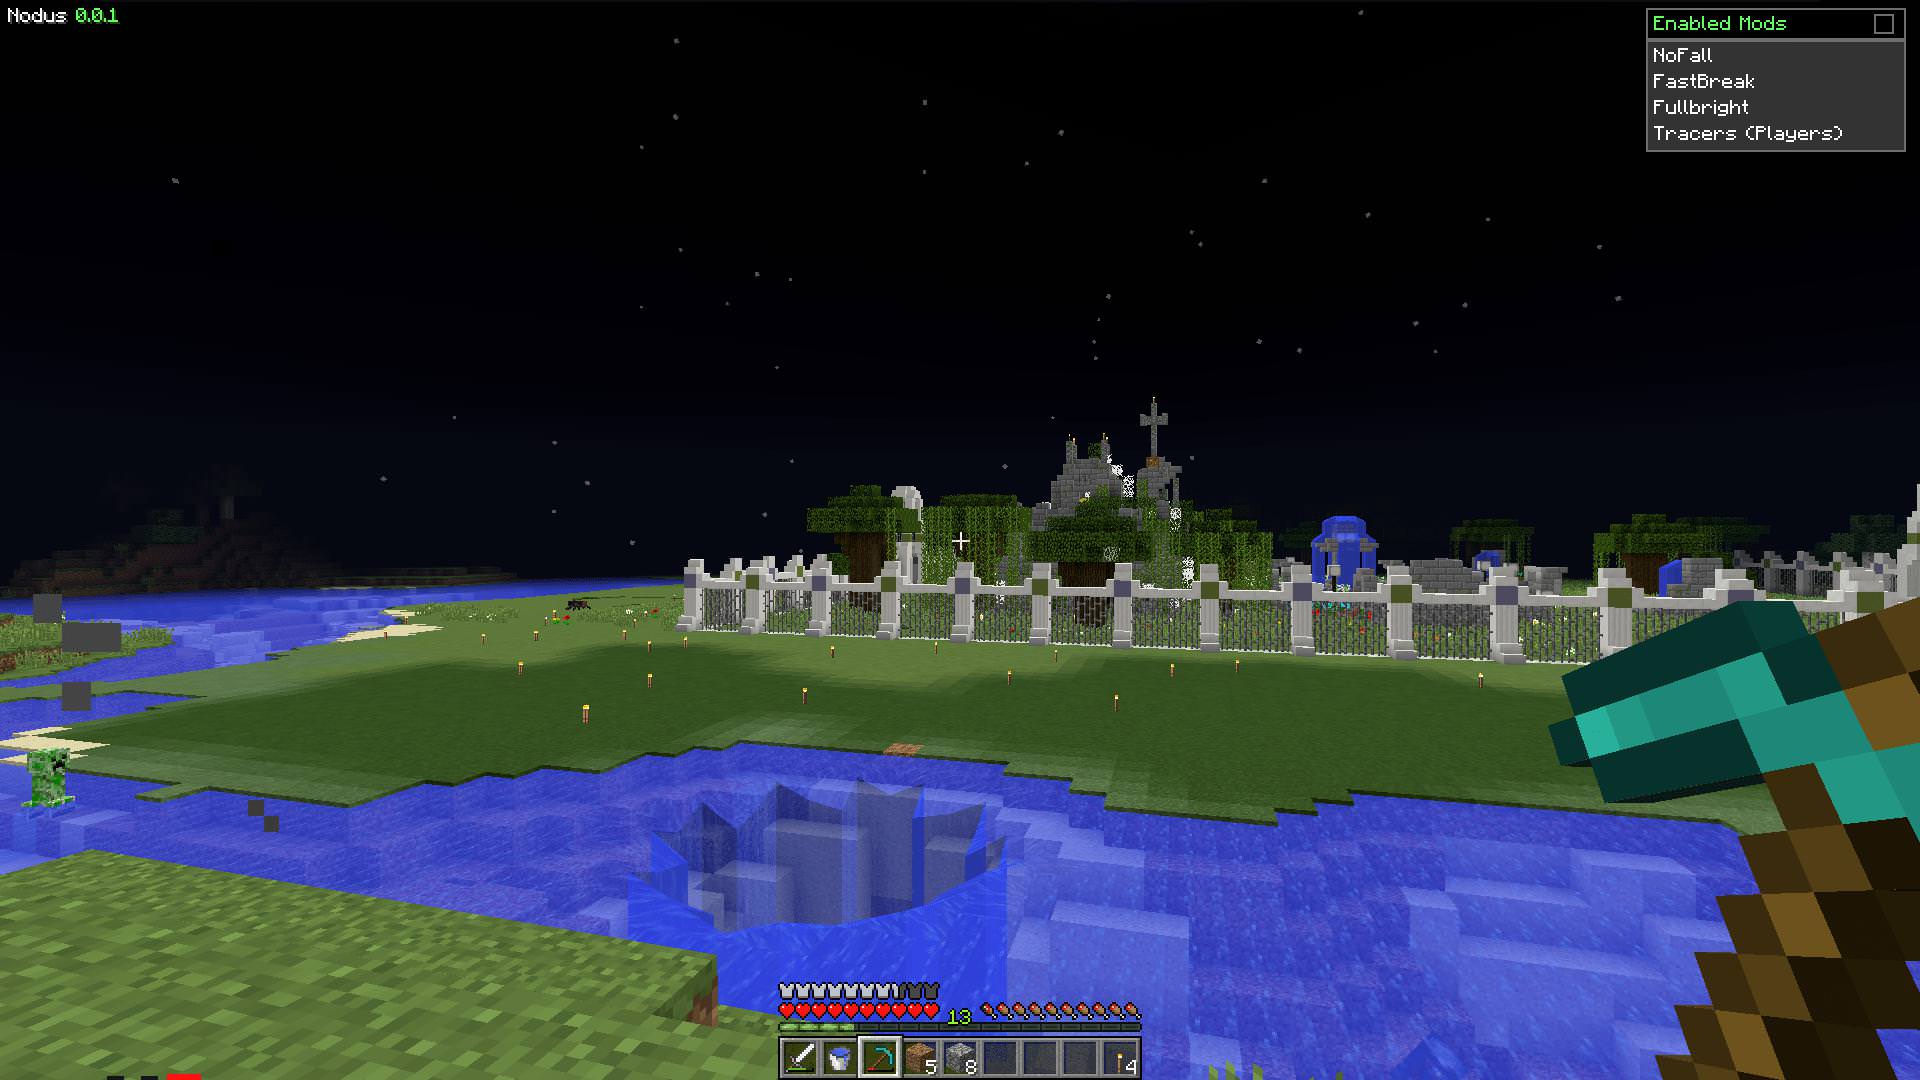 Nodus 0.0.1
Enabled Mods
NoFall
FastBreak
Fullbright
Tracers (Players)
13
5 8 4